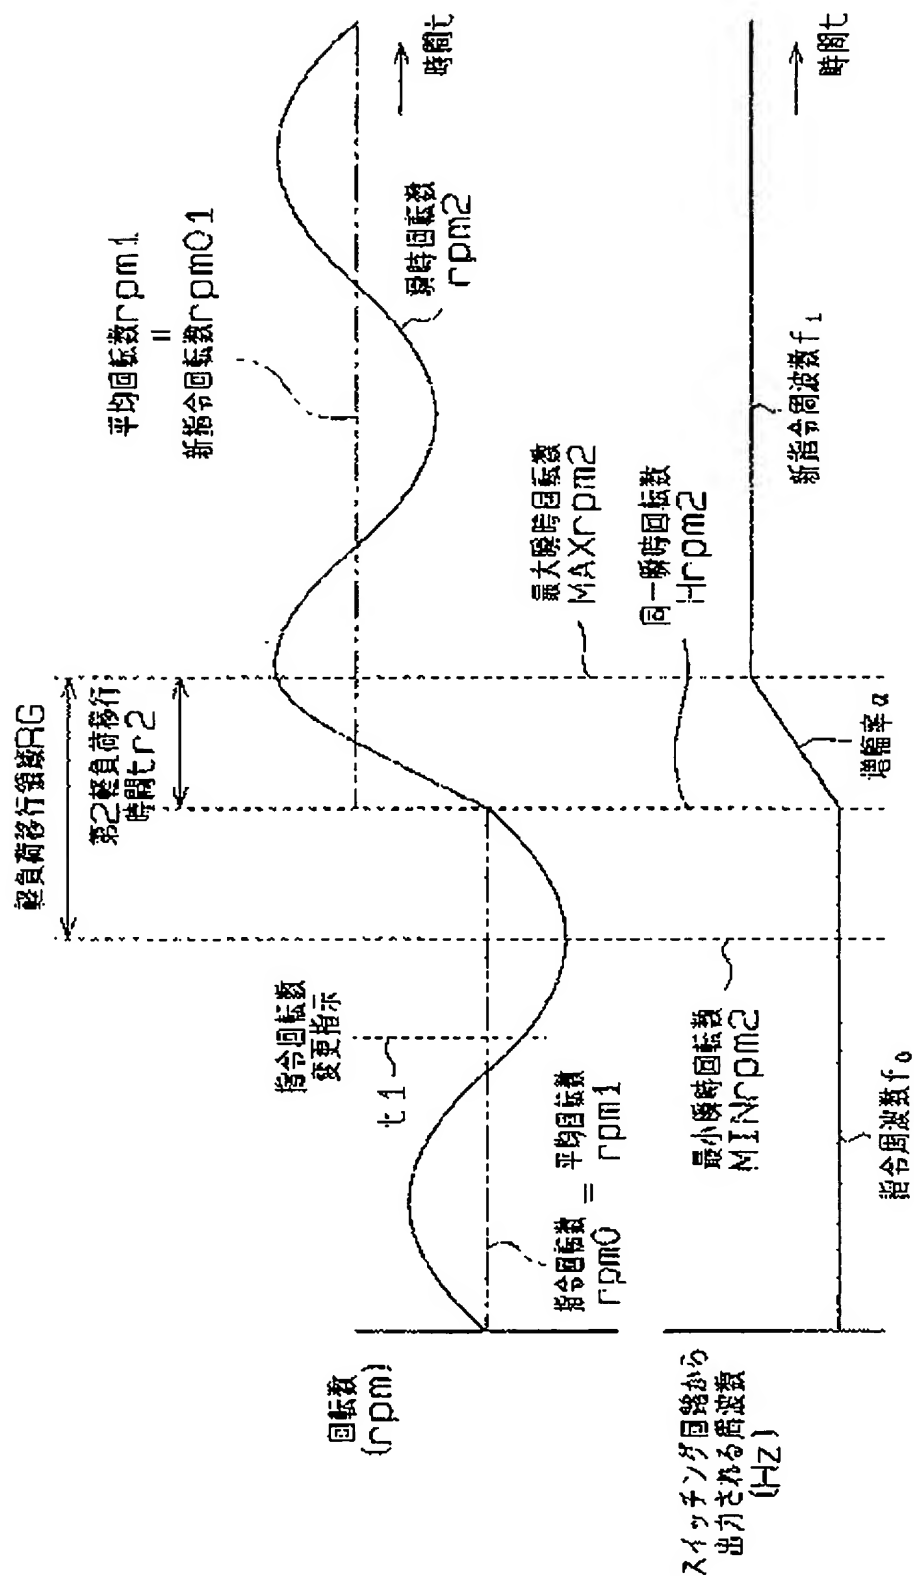 軽負荷移行領域RG
第2軽負荷移行
時間tr2
平均回転数rpm1
=
新指令回転数rpm01
瞬時回転数
rpm2
時間t
指令回転数
変更指示
t1
回転数
(rpm)
指令回転数
rpm0
=
平均回転数
rpm1
最大瞬時回転数
MAXrpm2
同一瞬時回転数
Hrpm2
最小瞬時回転数
MINrpm2
スイッチング回路から
出力される周波数
(Hz)
指令周波数f0
増幅率α
新指令周波数f1
時間t